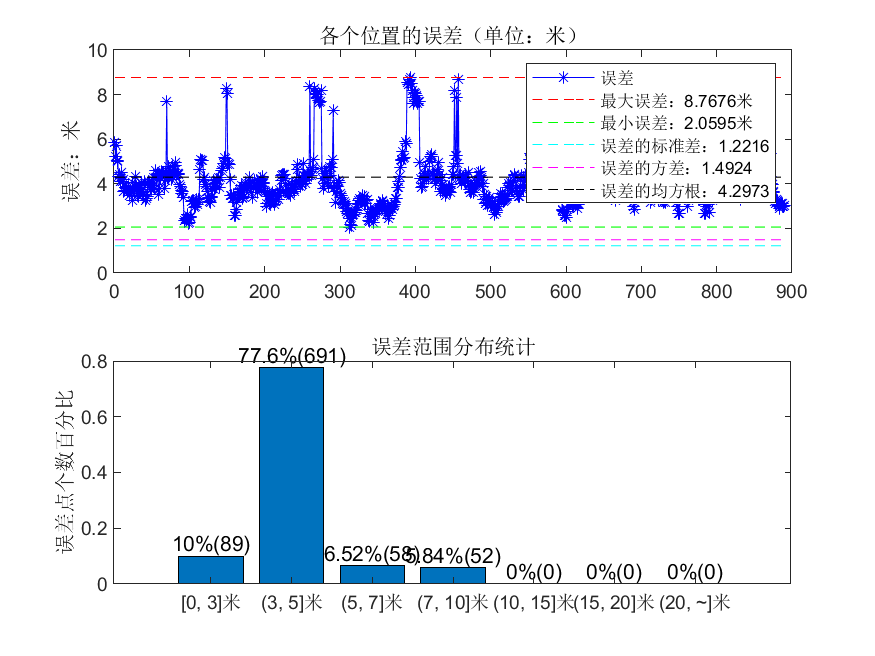 各个位置的误差（单位：米）
误差：米
10
8
6
4
2
0
0 100 200 300 400 500 600 700 800 900
误差
最大误差：8.7676米
最小误差：2.0595米
误差的标准差：1.2216
误差的方差：1.4924
误差的均方根：4.2973
误差范围分布统计
误差点个数百分比
0.8
0.6
0.4
0.2
0
77.6%(691)
10%(89) 6.52%(58) 5.84%(52) 0%(0) 0%(0) 0%(0)
[0, 3]米 (3, 5]米 (5, 7]米 (7, 10]米 (10, 15]米 (15, 20]米 (20, ~]米